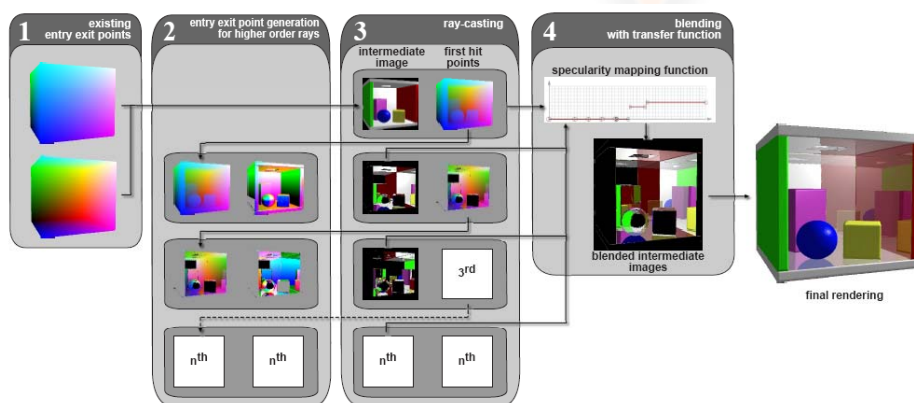 1 existing
entry exit points
2 entry exit point generation
for higher order rays
3 ray-casting
4 blending
with transfer function
intermediate
image
first hit
points
specularity mapping function
blended intermediate
images
final rendering
3rd
nth
nth
nth
nth